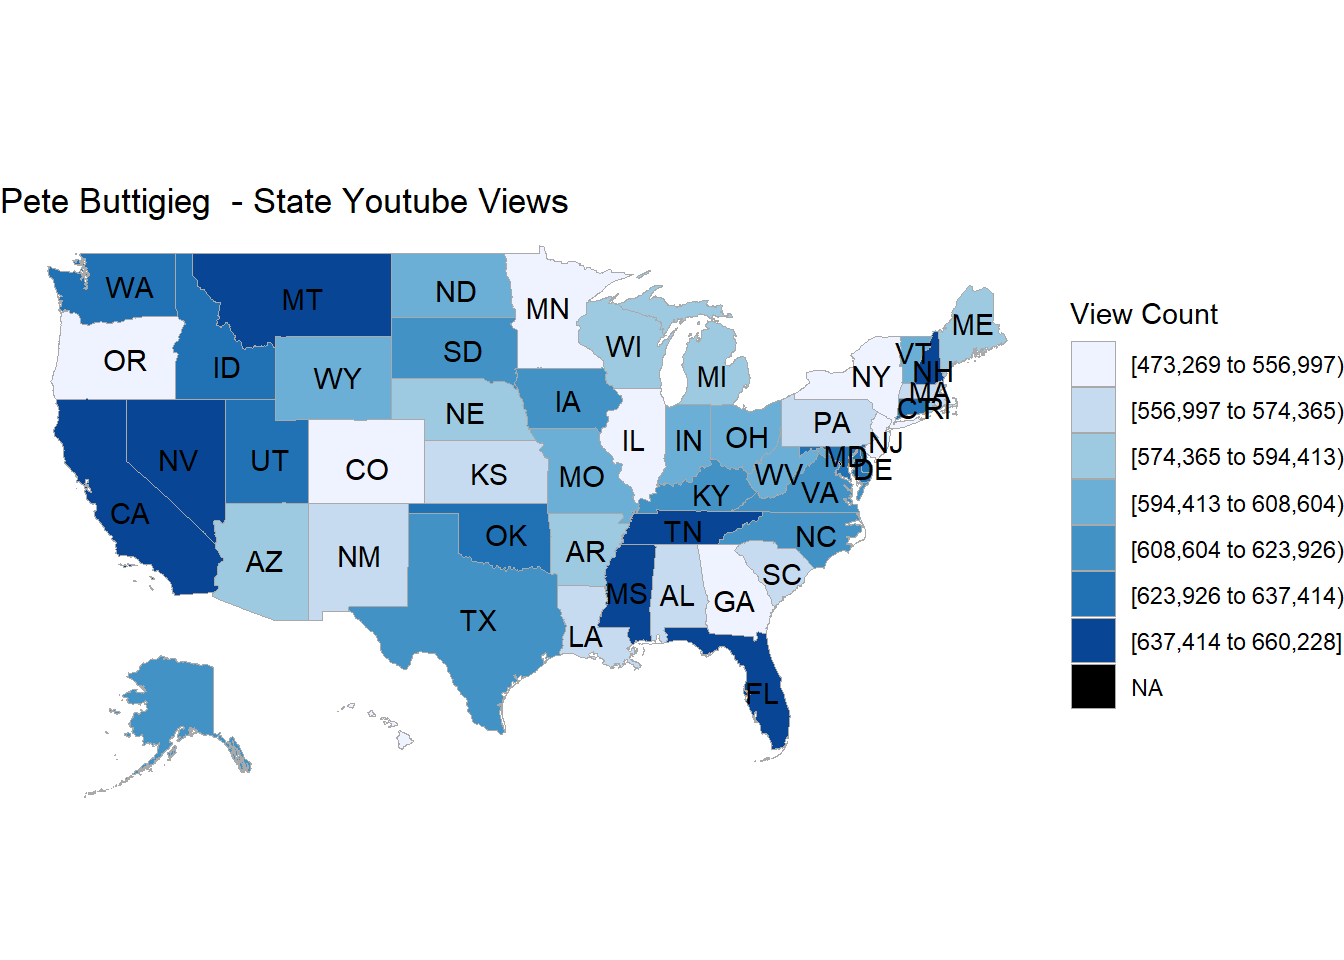 Pete Buttigieg  - State Youtube Views
WA
MT
ND
MN
ME
OR
ID
SD
WI
VT
NH
WY
MI
NY
MA
IA
NE
CT
RI
PA
NV
UT
CO
KS
IL
IN
OH
NJ
MO
WV
MD
DE
CA
KY
VA
OK
TN
NC
AZ
NM
AR
SC
MS
AL
GA
TX
LA
FL
View Count
[473,269 to 556,997)
[556,997 to 574,365)
[574,365 to 594,413)
[594,413 to 608,604)
[608,604 to 623,926)
[623,926 to 637,414)
[637,414 to 660,228]
NA